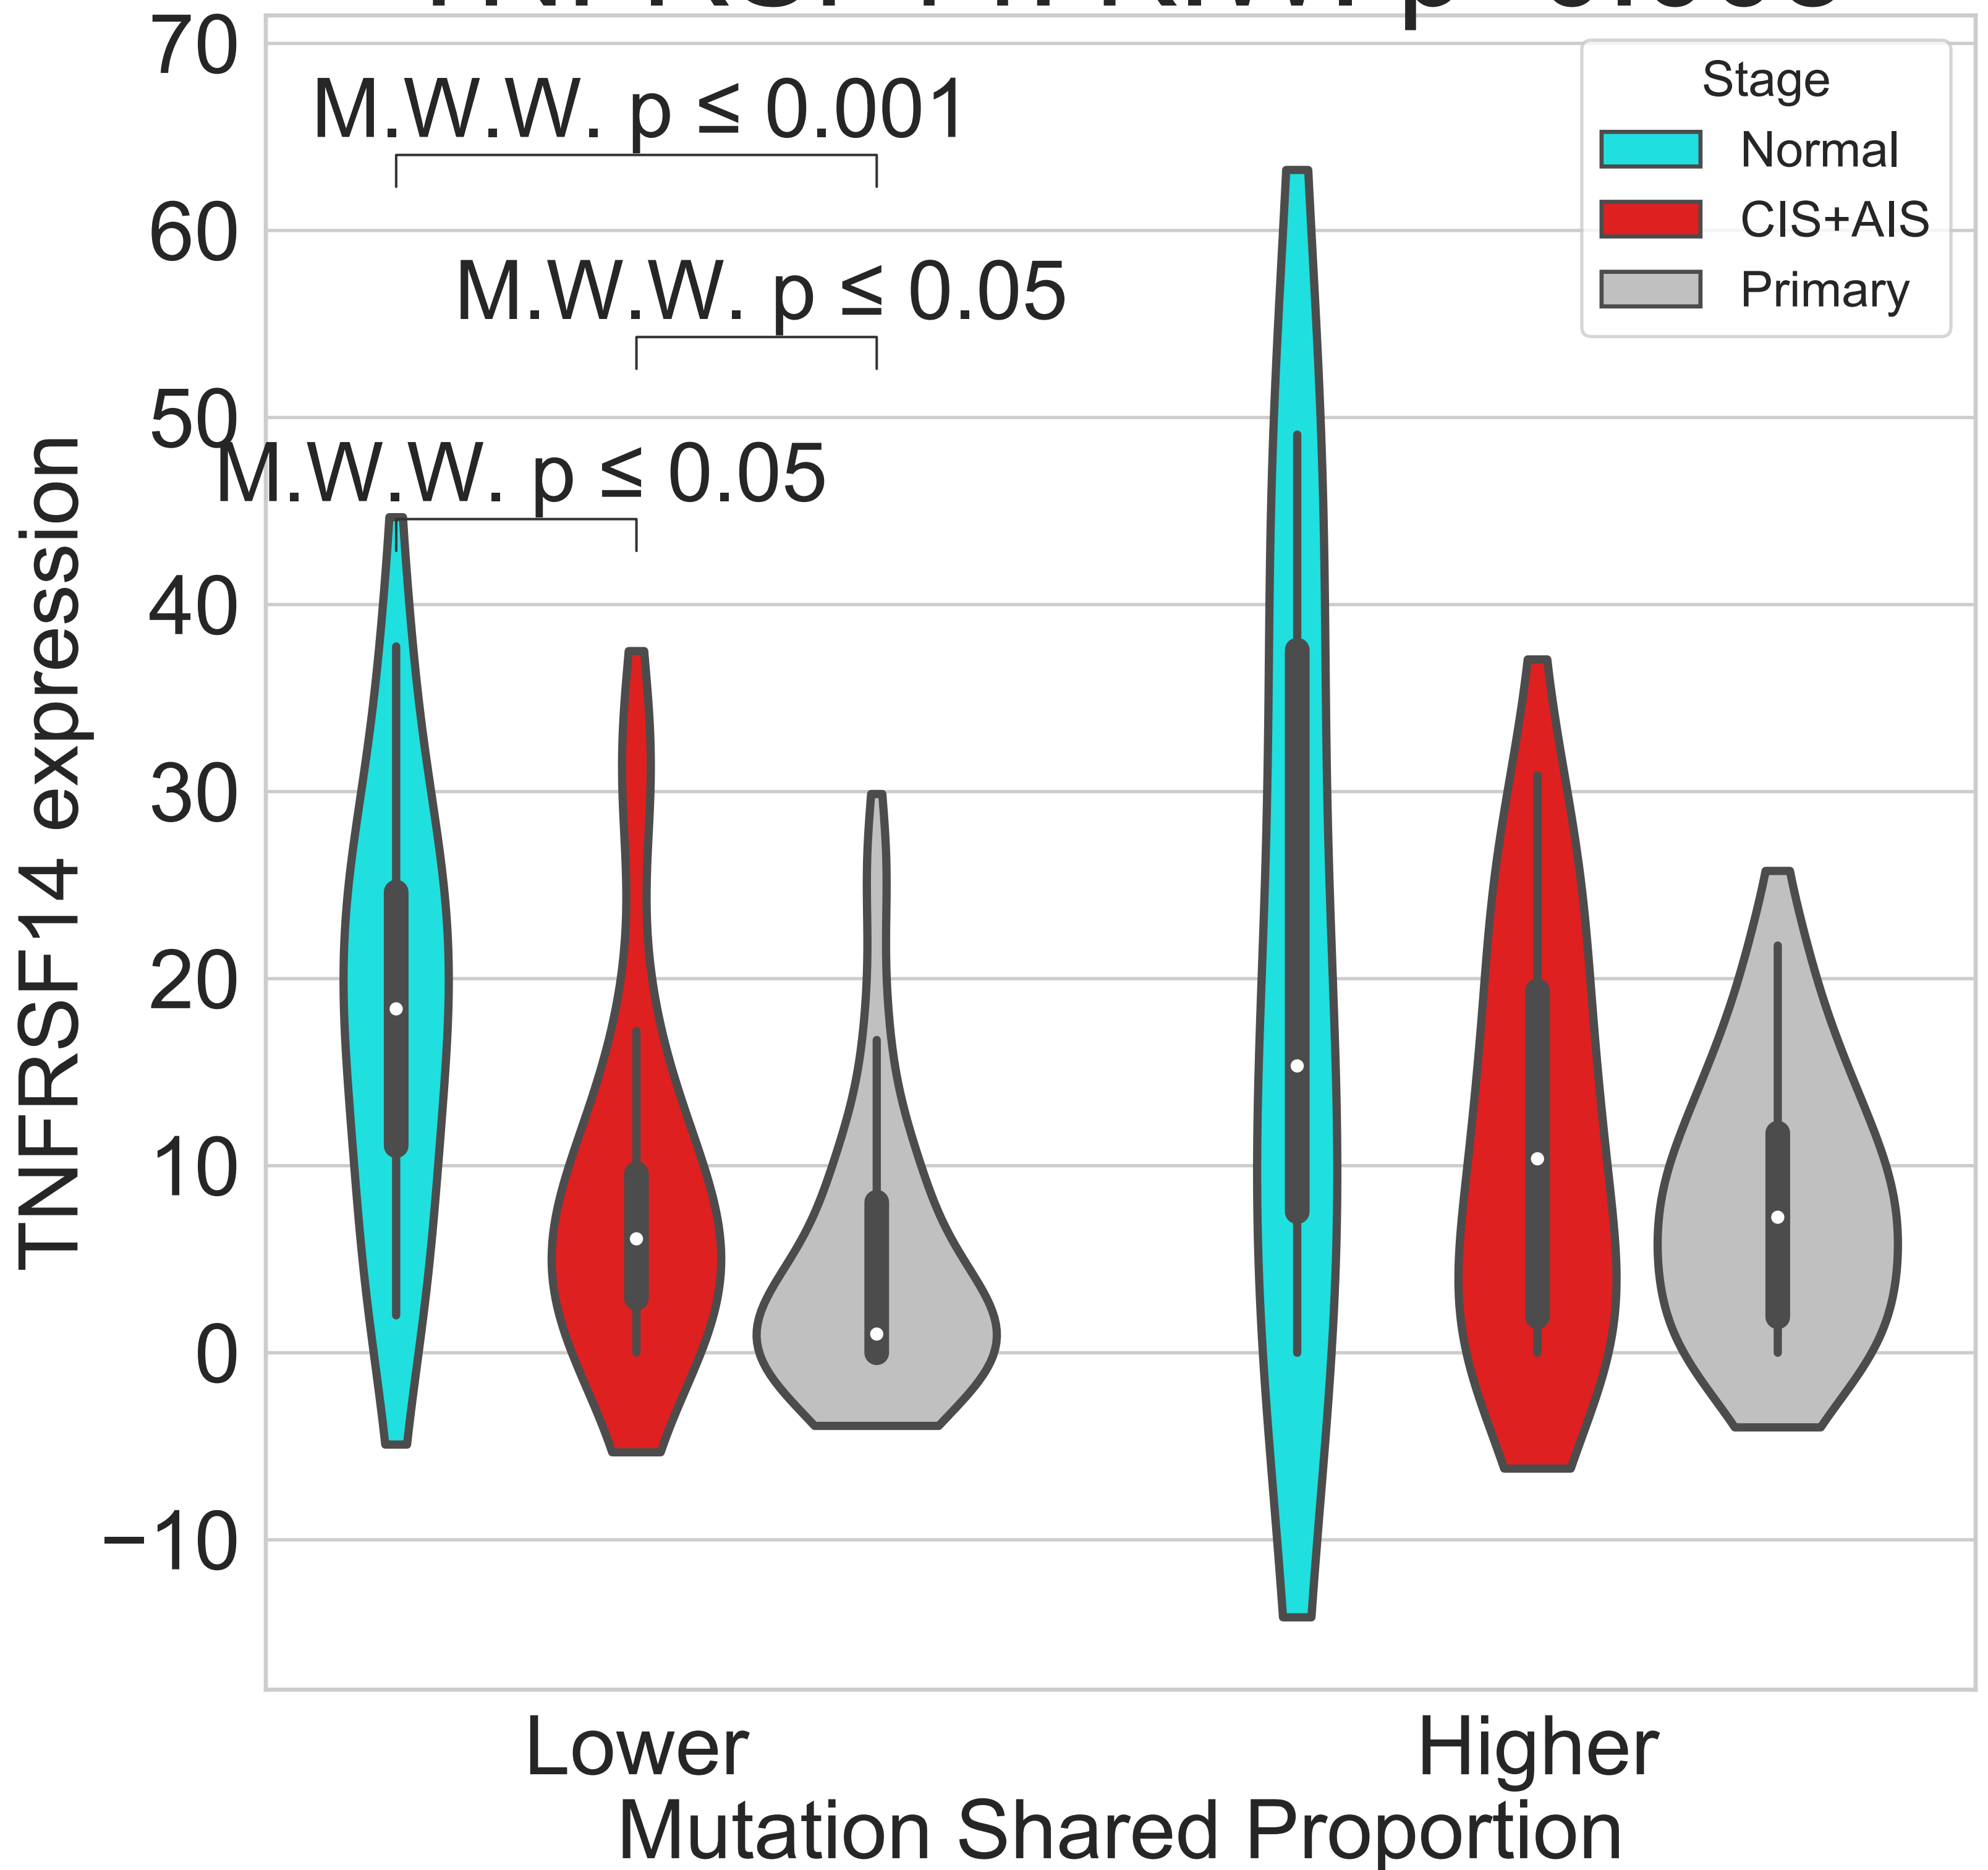 70
M.W.W. p ≤ 0.001
60
M.W.W. p ≤ 0.05
50
M.W.W. p ≤ 0.05
40
30
20
10
0
−10
TNFRSF14 expression
Stage
Normal
CIS+AIS
Primary
Lower
Higher
Mutation Shared Proportion